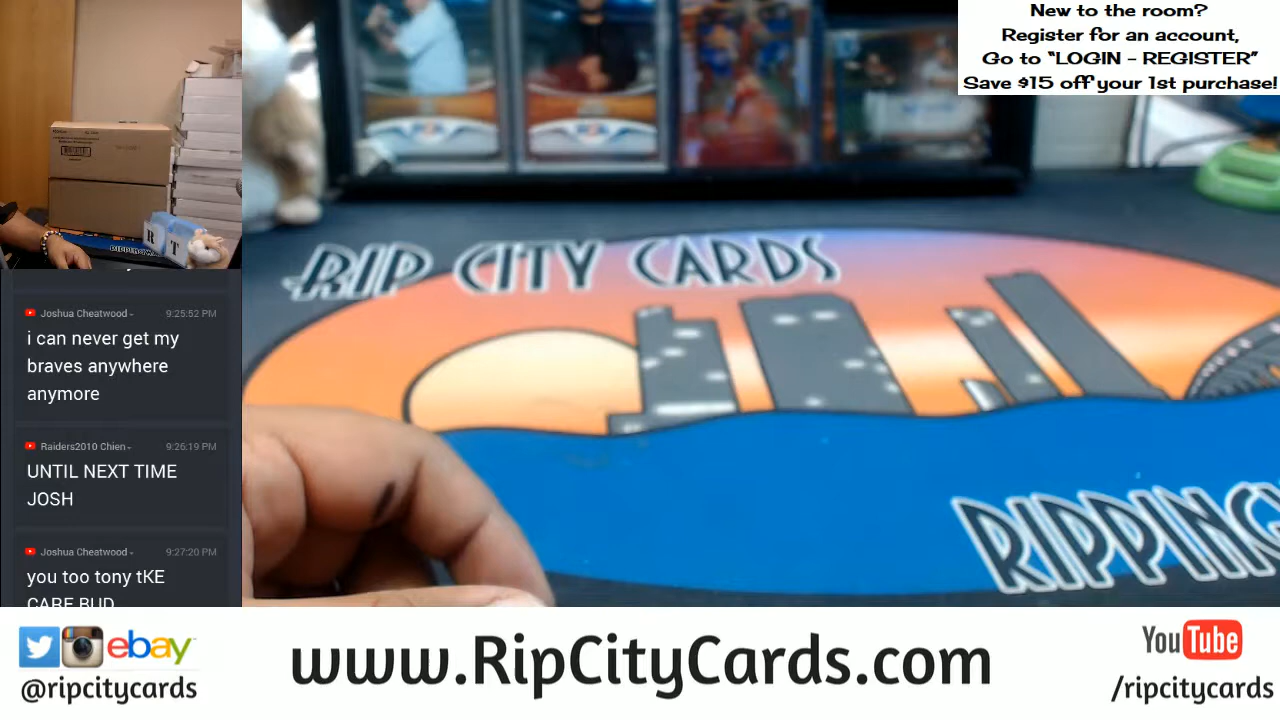 New to the room?
Register for an account,
Go to “LOGIN - REGISTER”
Save $15 off your 1st purchase!
R T
RIP CITY CARDS
Joshua Cheatwood
9:25:52 PM
i can never get my
braves anywhere
anymore
Raiders2010 Chien
9:26:19 PM
UNTIL NEXT TIME
JOSH
Joshua Cheatwood
9:27:20 PM
you too tony tKE
CARE BUD
RIPPING
ebay
@ripcitycards
www.RipCityCards.com
YouTube
/ripcitycards